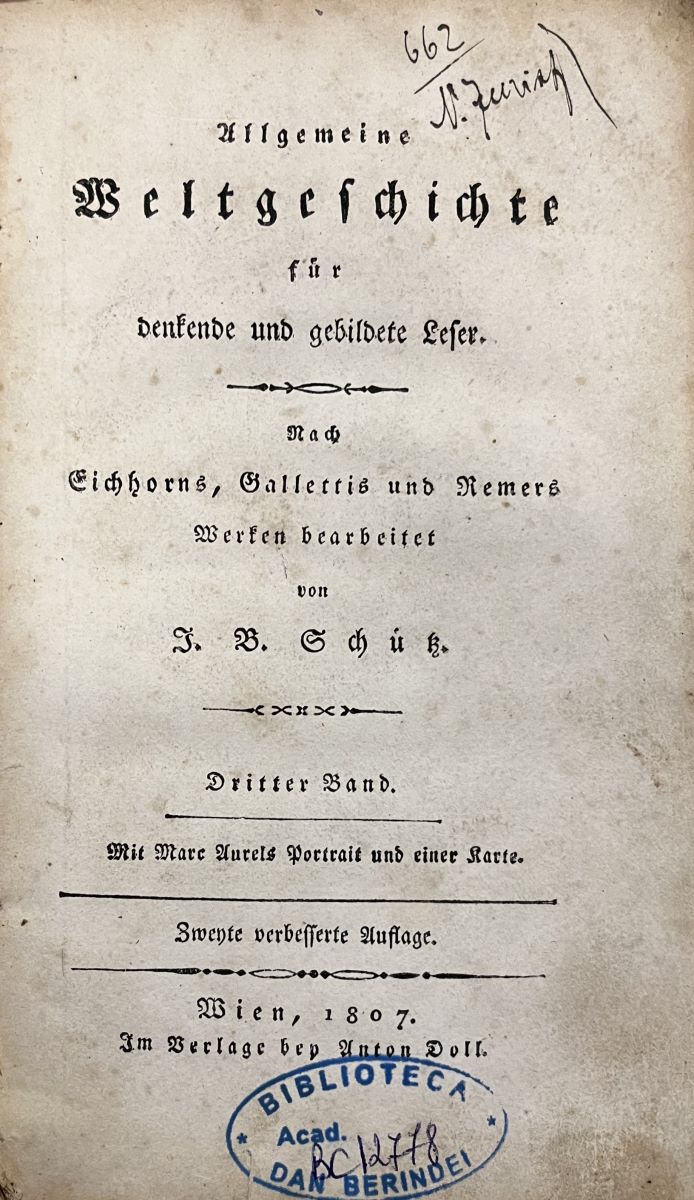 662
Allgemeine
Weltgeſchichte
für
denkende und gebildete Leſer.
Nach
Eichhorns, Gallettis und Remers
Werken bearbeitet
von
J. B. Schütz.
Dritter Band.
Mit Marc Aurels Portrait und einer Karte.
Zweyte verbeſſerte Auflage.
Wien, 1807.
Im Verlage bey Anton Doll.
BIBLIOTECA
Acad.
BC 12778
DAN BERINDEI